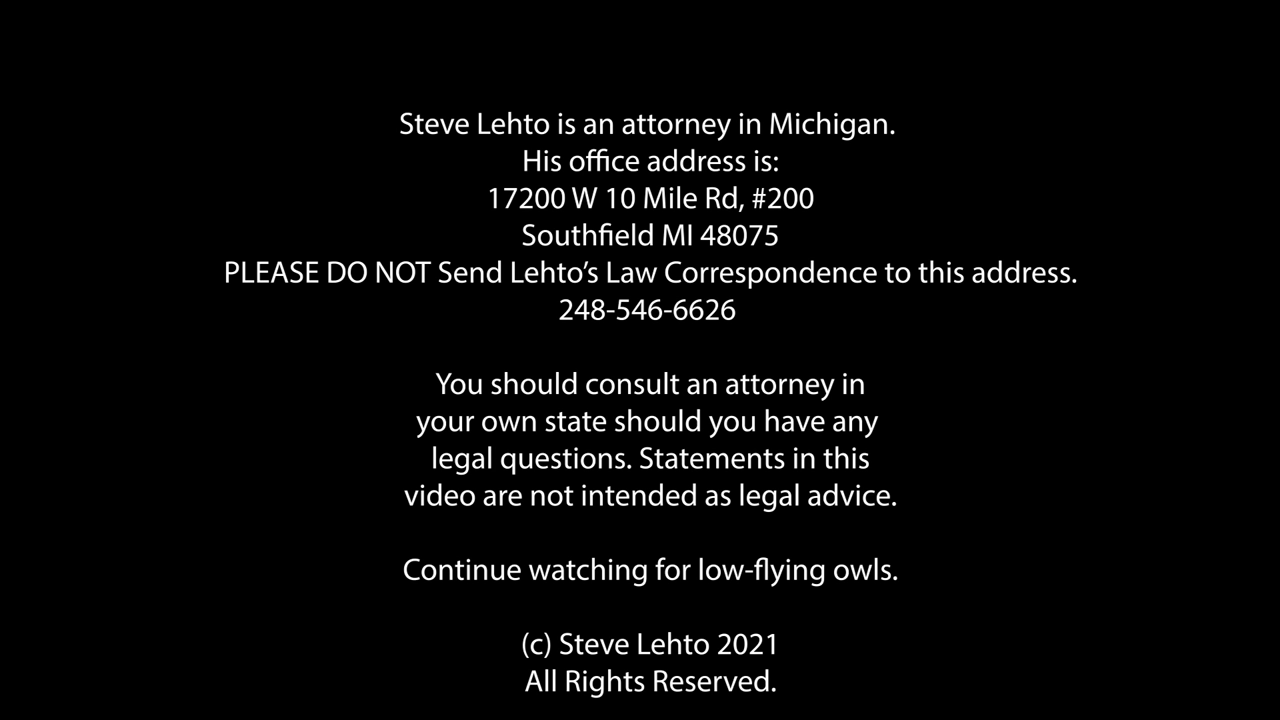 Steve Lehto is an attorney in Michigan.
His office address is:
17200 W 10 Mile Rd, #200
Southfield MI 48075
PLEASE DO NOT Send Lehto’s Law Correspondence to this address.
248-546-6626
You should consult an attorney in
your own state should you have any
legal questions. Statements in this
video are not intended as legal advice.
Continue watching for low-flying owls.
(c) Steve Lehto 2021
All Rights Reserved.